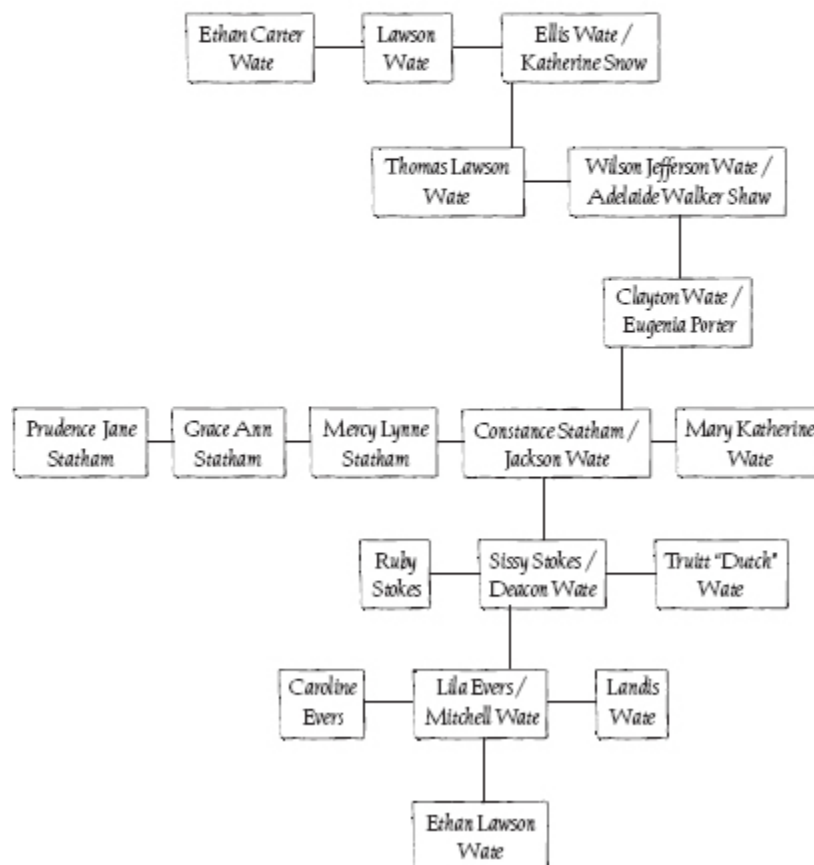 Ethan Carter
Wate
Lawson
Wate
Ellis Wate /
Katherine Snow
Thomas Lawson
Wate
Wilson Jefferson Wate /
Adelaide Walker Shaw
Clayton Wate /
Eugenia Porter
Prudence Jane
Statham
Grace Ann
Statham
Mercy Lynne
Statham
Constance Statham /
Jackson Wate
Mary Katherine
Wate
Ruby
Stokes
Sissy Stokes /
Deacon Wate
Truitt "Dutch"
Wate
Caroline
Evers
Lila Evers /
Mitchell Wate
Landis
Wate
Ethan Lawson
Wate